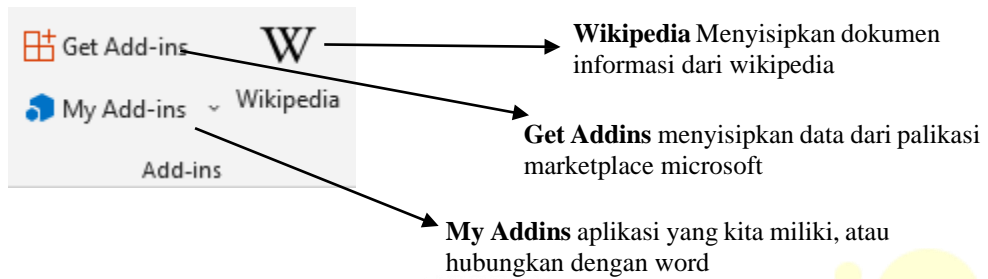 Get Add-ins
My Add-ins
W
Wikipedia
Add-ins
Wikipedia Menyisipkan dokumen
informasi dari wikipedia
Get Addins menyisipkan data dari palikasi
marketplace microsoft
My Addins aplikasi yang kita miliki, atau
hubungkan dengan word